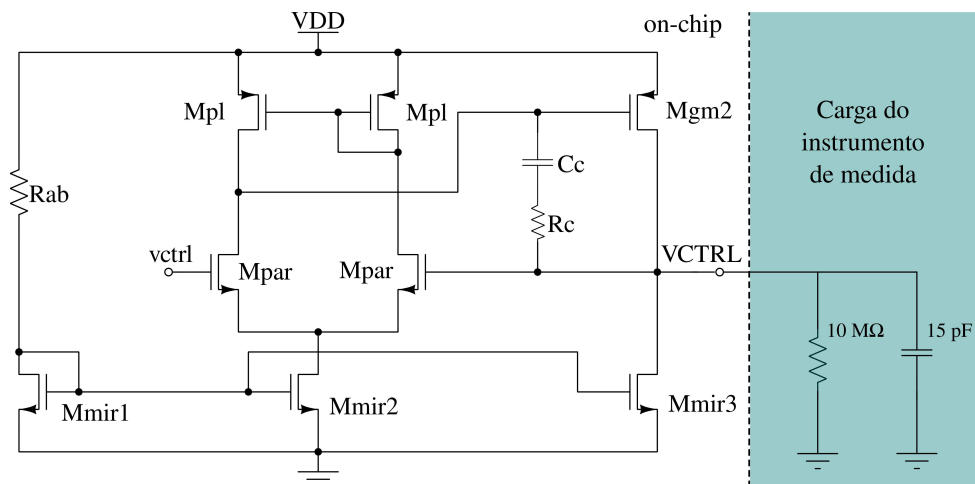 VDD
on-chip
Mpl
Mpl
Mgm2
Carga do
instrumento
de medida
Rab
Cc
Rc
vctrl
Mpar
Mpar
VCTRL
10 MΩ
15 pF
Mmir1
Mmir2
Mmir3